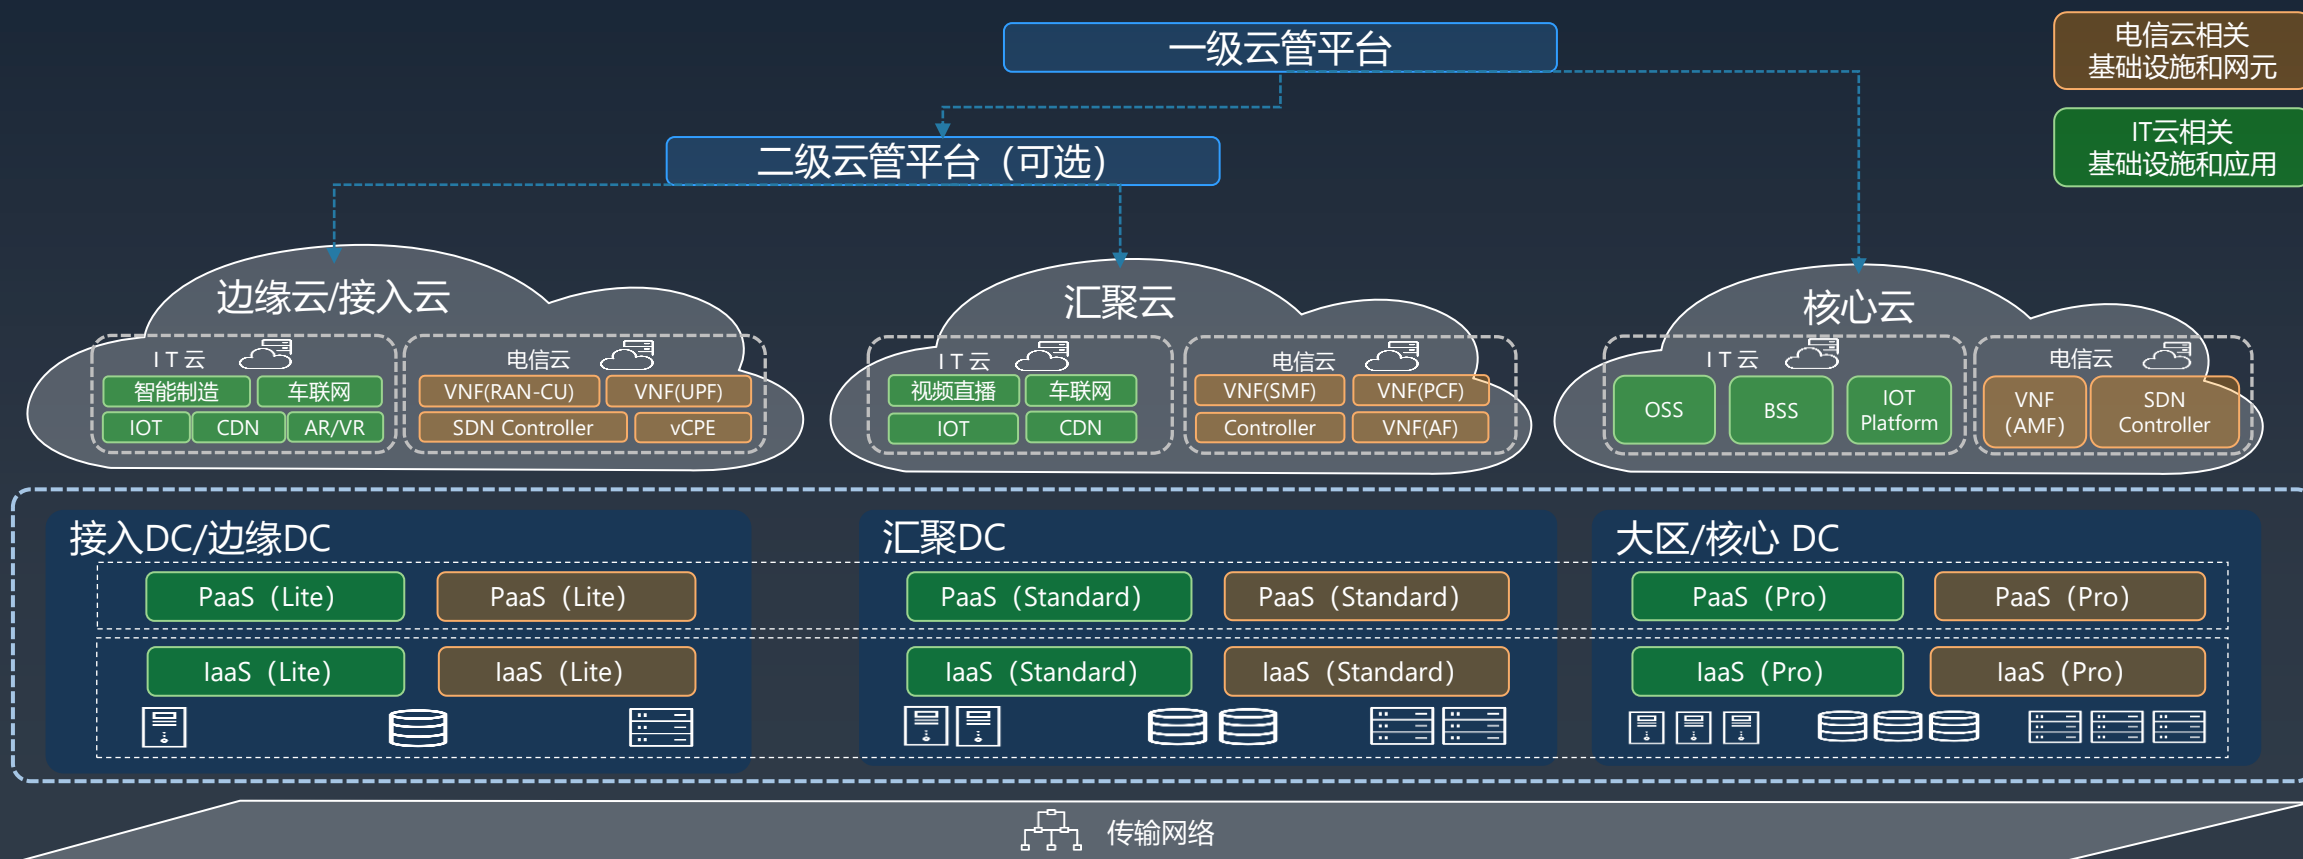 一级云管平台
电信云相关
基础设施和网元
IT云相关
基础设施和应用
二级云管平台（可选）
边缘云/接入云
IT云
智能制造
车联网
IOT
CDN
AR/VR
电信云
VNF(RAN-CU)
VNF(UPF)
SDN Controller
vCPE
汇聚云
IT云
视频直播
车联网
IOT
CDN
电信云
VNF(SMF)
VNF(PCF)
Controller
VNF(AF)
核心云
IT云
OSS
BSS
IOT
Platform
电信云
VNF
(AMF)
SDN
Controller
接入DC/边缘DC
PaaS（Lite）
PaaS（Lite）
IaaS（Lite）
IaaS（Lite）
汇聚DC
PaaS（Standard）
PaaS（Standard）
IaaS（Standard）
IaaS（Standard）
大区/核心 DC
PaaS（Pro）
PaaS（Pro）
IaaS（Pro）
IaaS（Pro）
传输网络